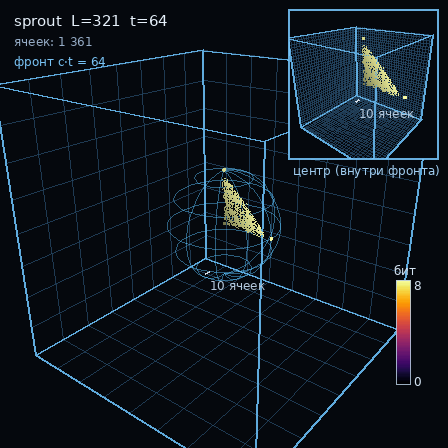 sprout L=321 t=64
ячеек: 1 361
фронт c·t = 64
10 ячеек
центр (внутри фронта)
10 ячеек
бит
8
0